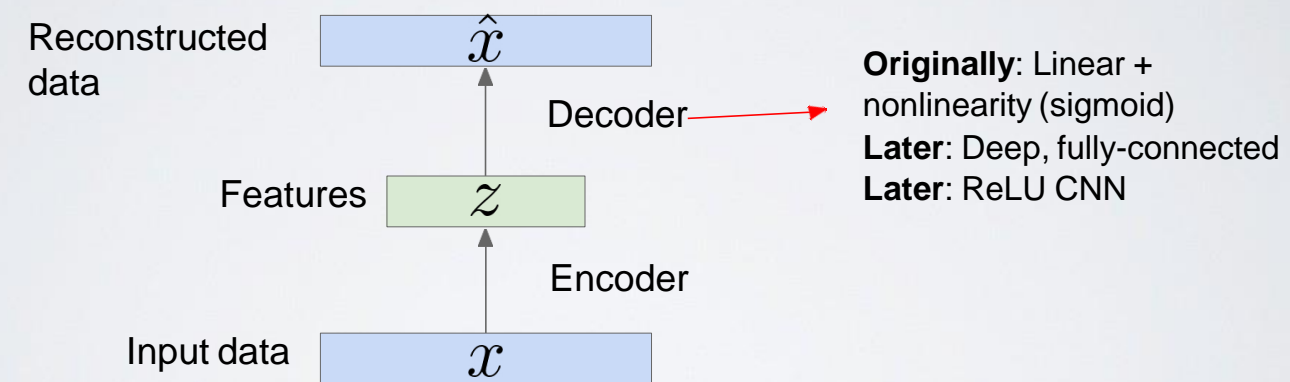 Reconstructed
data
x̂
Decoder
Originally: Linear +
nonlinearity (sigmoid)
Later: Deep, fully-connected
Later: ReLU CNN
Features
z
Encoder
Input data
x